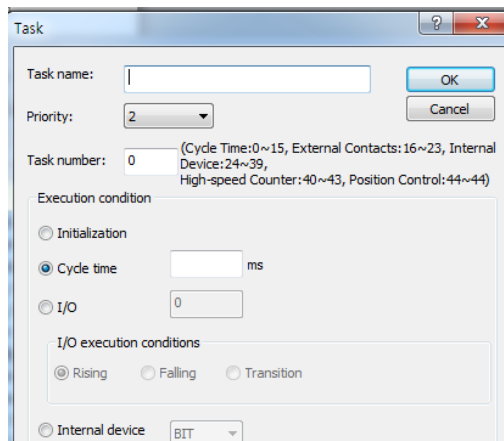 Task
?
X
Task name:
OK
Priority:
2
Cancel
Task number:
0
(Cycle Time:0~15, External Contacts:16~23, Internal
Device:24~39,
High-speed Counter:40~43, Position Control:44~44)
Execution condition
Initialization
Cycle time
ms
I/O
0
I/O execution conditions
Rising Falling Transition
Internal device
BIT